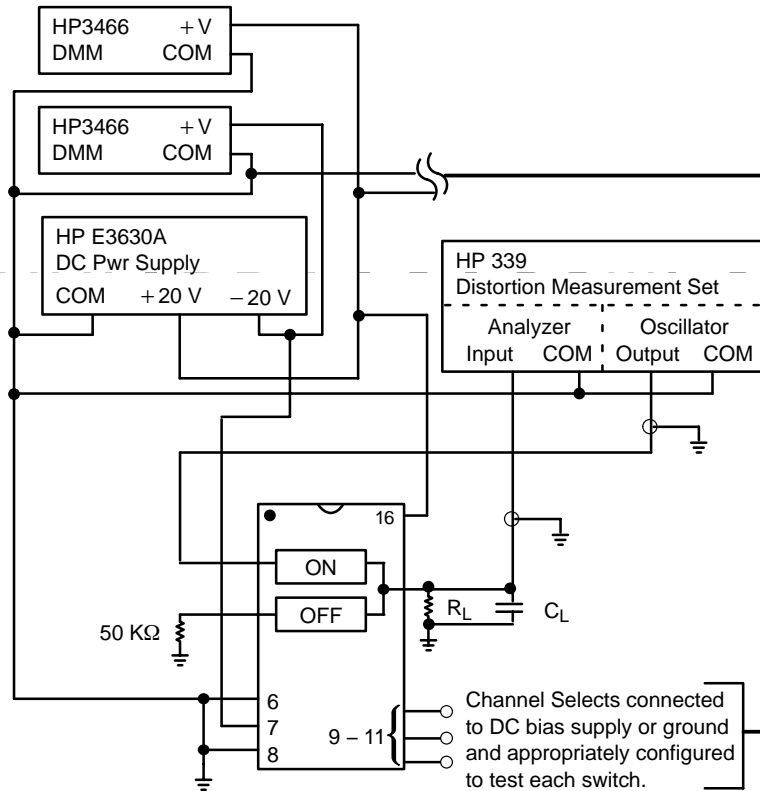 HP3466 +V
DMM COM
HP3466 +V
DMM COM
HP E3630A
DC Pwr Supply
COM +20 V −20 V
HP 339
Distortion Measurement Set
Analyzer Oscillator
Input COM Output COM
16
ON
OFF
50 KΩ
RL
CL
6
7
8
9 – 11
Channel Selects connected
to DC bias supply or ground
and appropriately configured
to test each switch.